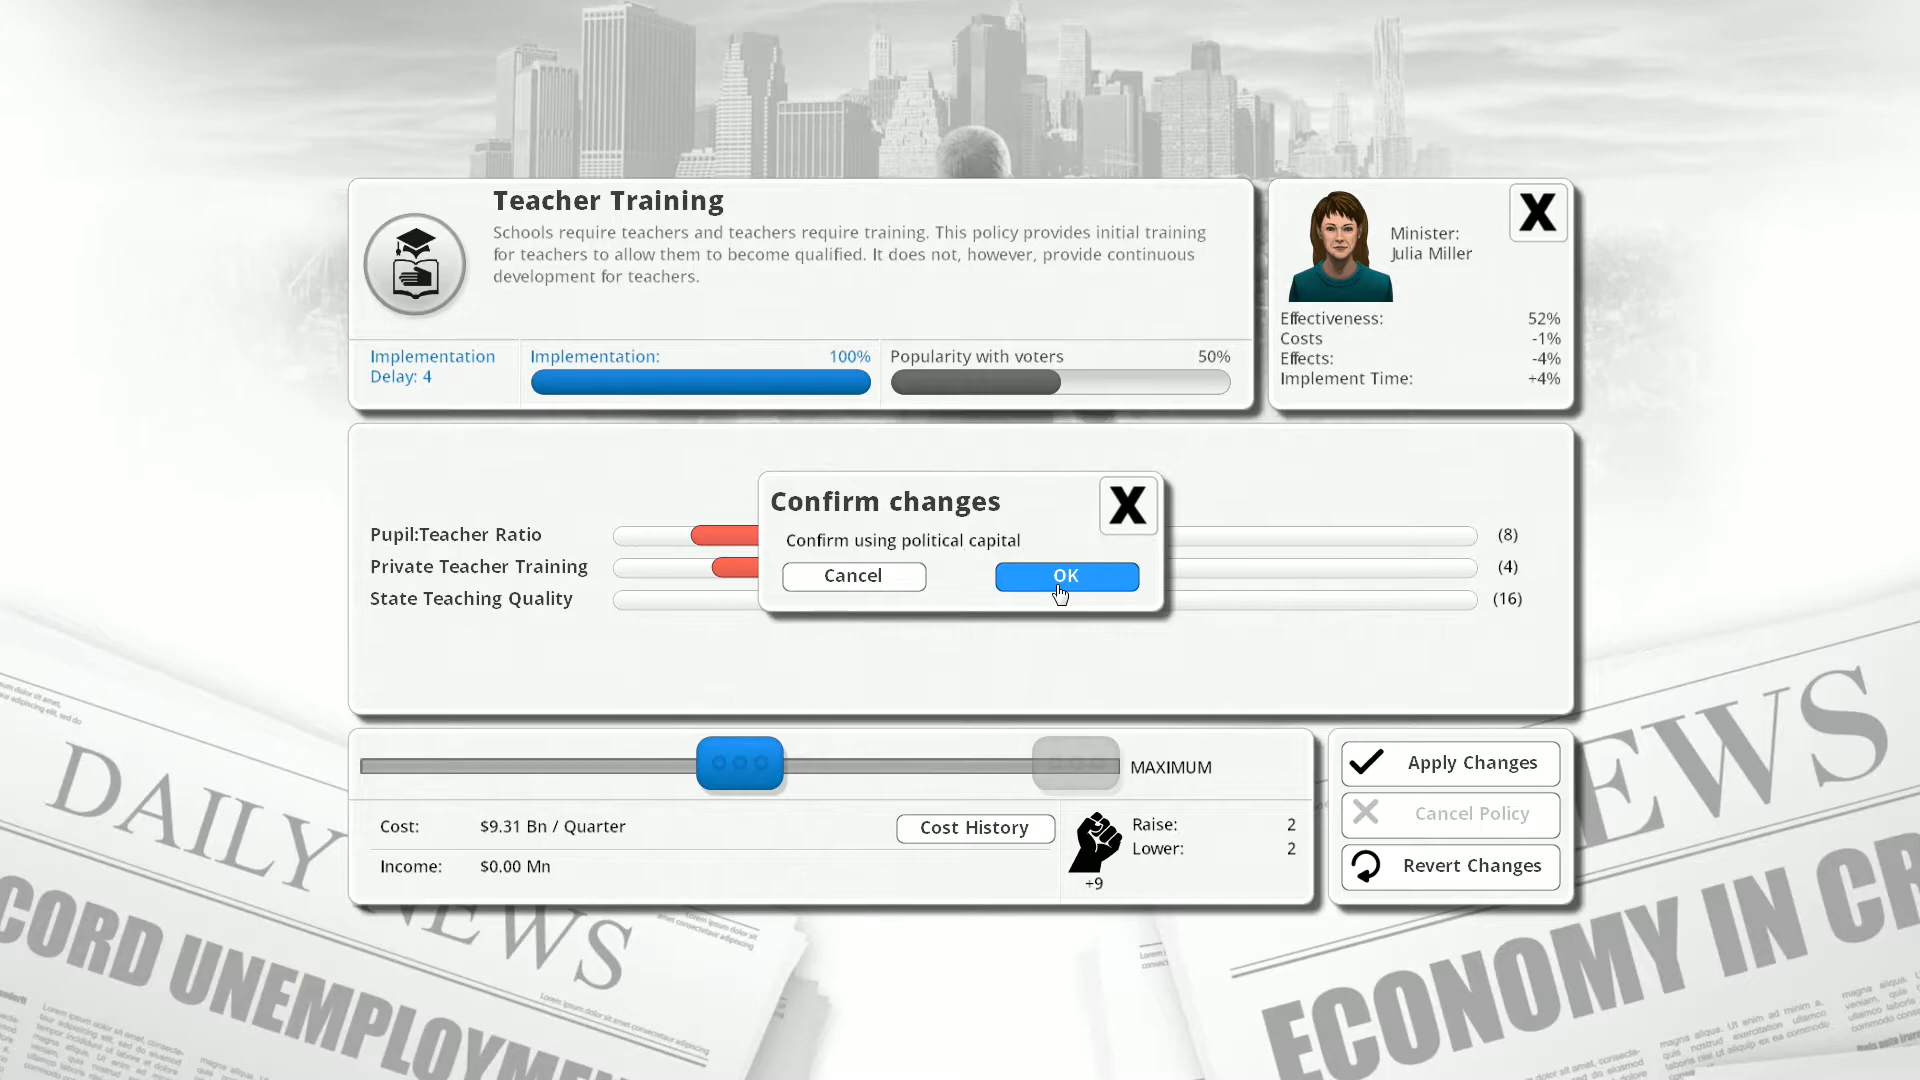 Teacher Training
Schools require teachers and teachers require training. This policy provides initial training
for teachers to allow them to become qualified. It does not, however, provide continuous
development for teachers.
Implementation
Delay: 4
Implementation: 100%
Popularity with voters 50%
X
Minister:
Julia Miller
Effectiveness: 52%
Costs -1%
Effects: -4%
Implement Time: +4%
Pupil:Teacher Ratio (8)
Private Teacher Training (4)
State Teaching Quality (16)
Confirm changes
X
Confirm using political capital
Cancel
OK
MAXIMUM
Cost: $9.31 Bn / Quarter
Income: $0.00 Mn
Cost History
Raise: 2
Lower: 2
+9
Apply Changes
Cancel Policy
Revert Changes
DAILY NEWS
CORD UNEMPLOYME
EWS
ECONOMY IN CR